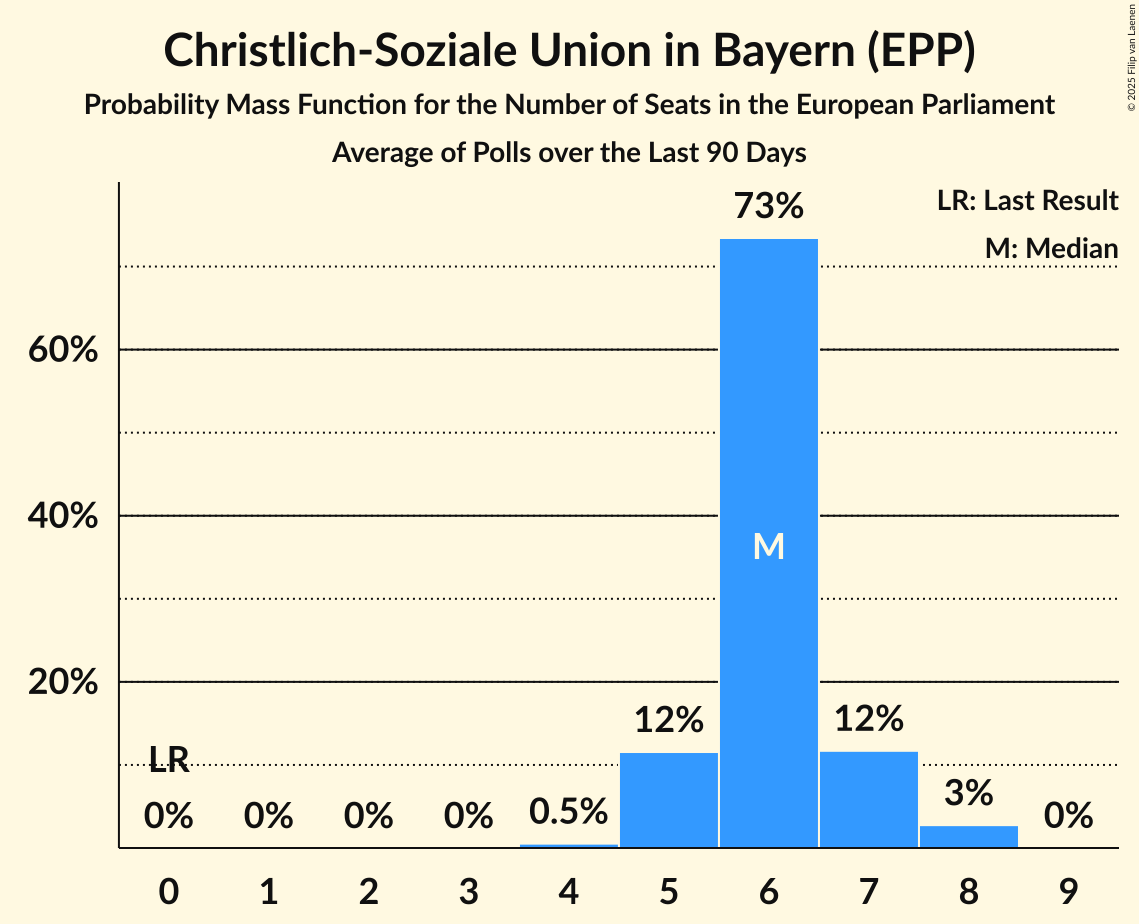 Christlich-Soziale Union in Bayern (EPP)
Probability Mass Function for the Number of Seats in the European Parliament
Average of Polls over the Last 90 Days
© 2025 Filip van Laenen
LR: Last Result
M: Median
73%
60%
40%
M
20%
12%
12%
LR
0%
0%
0%
0%
0.5%
3%
0%
0
1
2
3
4
5
6
7
8
9